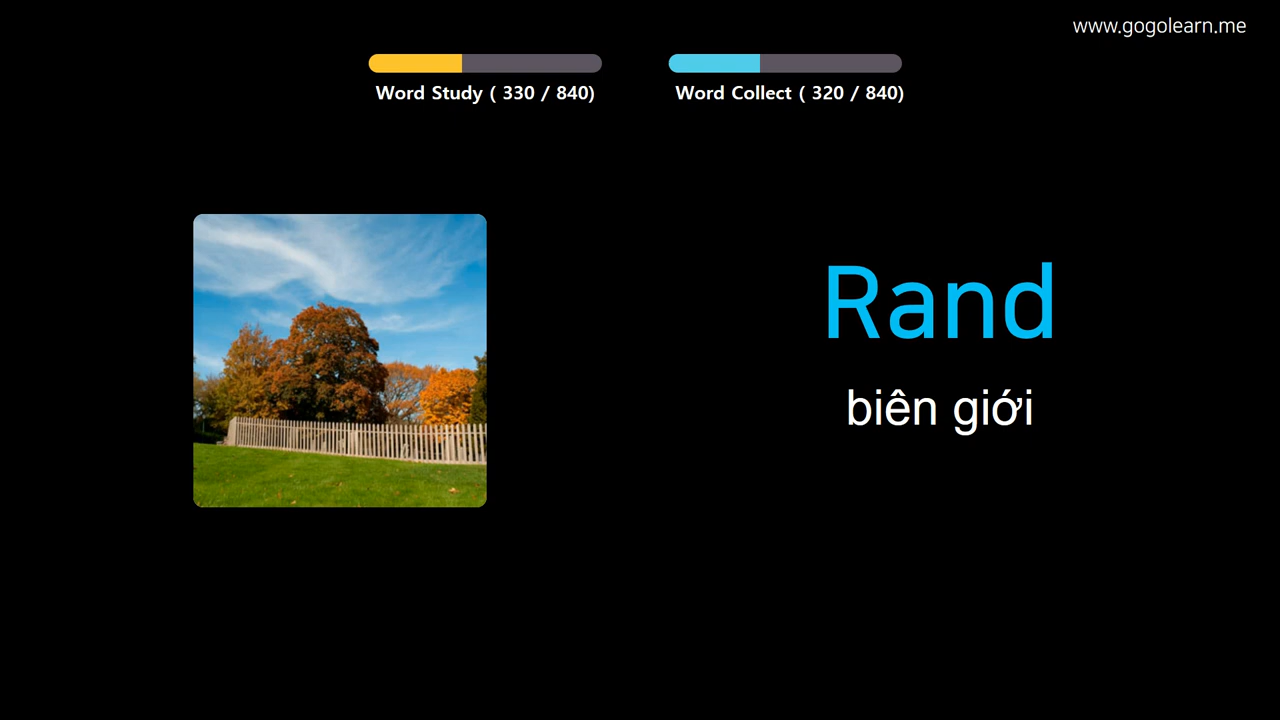 www.gogolearn.me
Word Study ( 330 / 840)
Word Collect ( 320 / 840)
Rand
biên giới